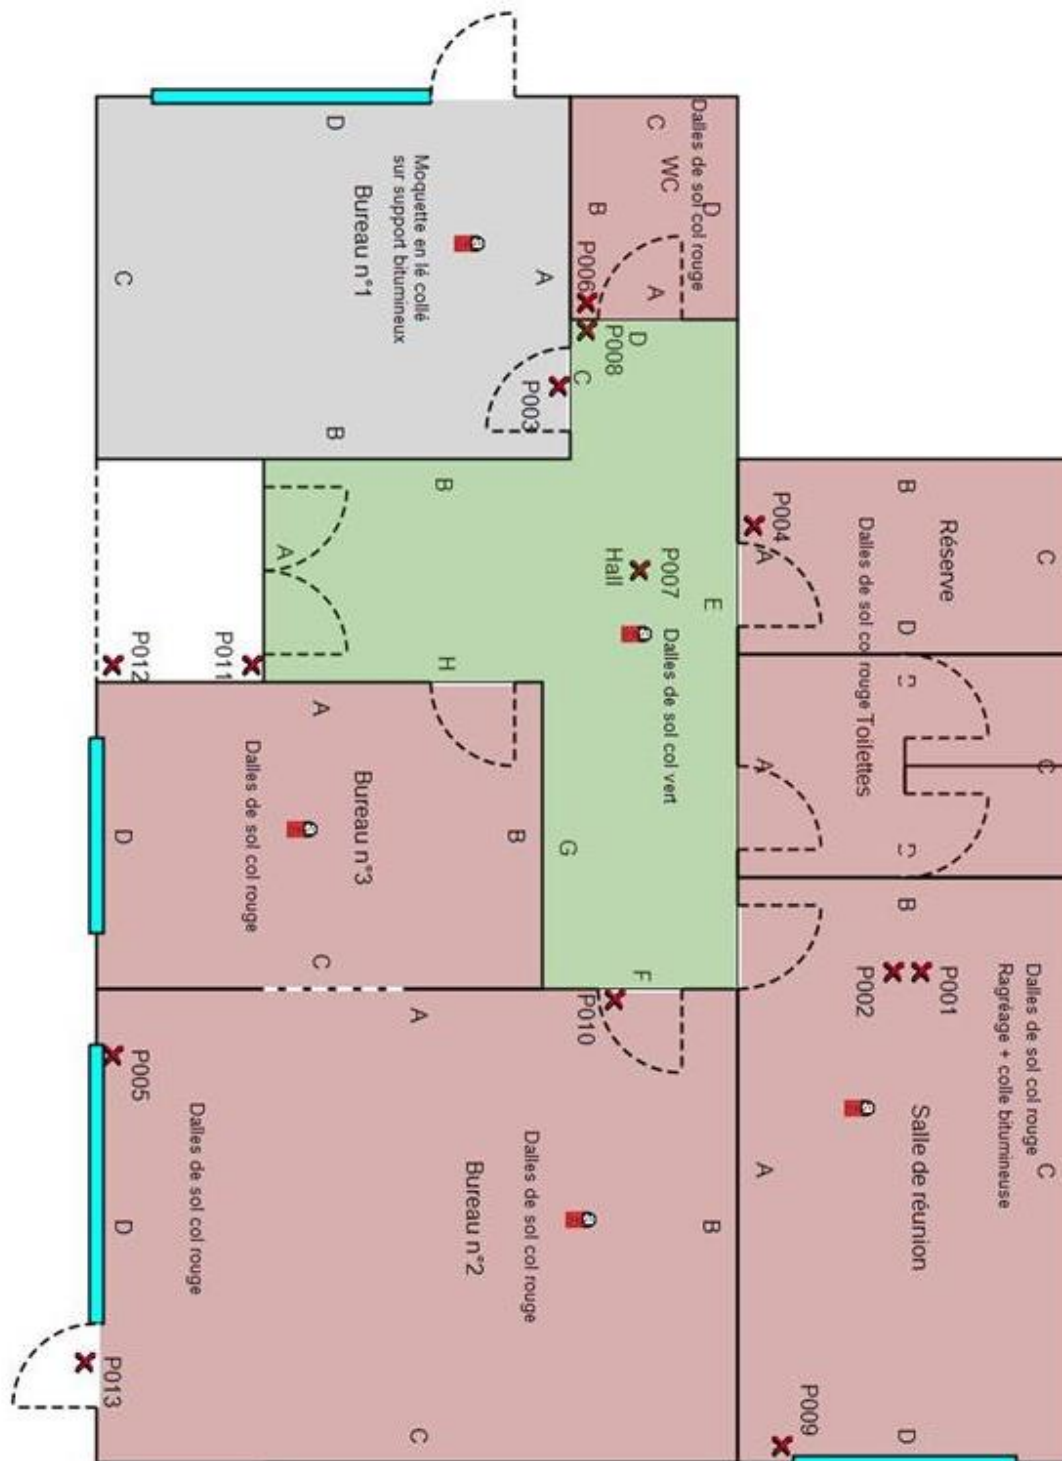 C
Dalles de sol col rouge
D
WC
B
A
P006
D
Moquette en lé collé
sur support bitumineux
Bureau n°1
A
C
B
P003
P008
D
C
B
P007
Hall
A
E
Dalles de sol col vert
H
G
F
P004
A
B
Réserve
Dalles de sol col rouge
C
D
Toilettes
A
C
P012
P011
A
Bureau n°3
Dalles de sol col rouge
B
D
C
B
P001
P002
Dalles de sol col rouge
Ragréage + colle bitumineuse
Salle de réunion
A
C
D
P009
P010
A
P005
Dalles de sol col rouge
Dalles de sol col rouge
Bureau n°2
B
D
C
P013